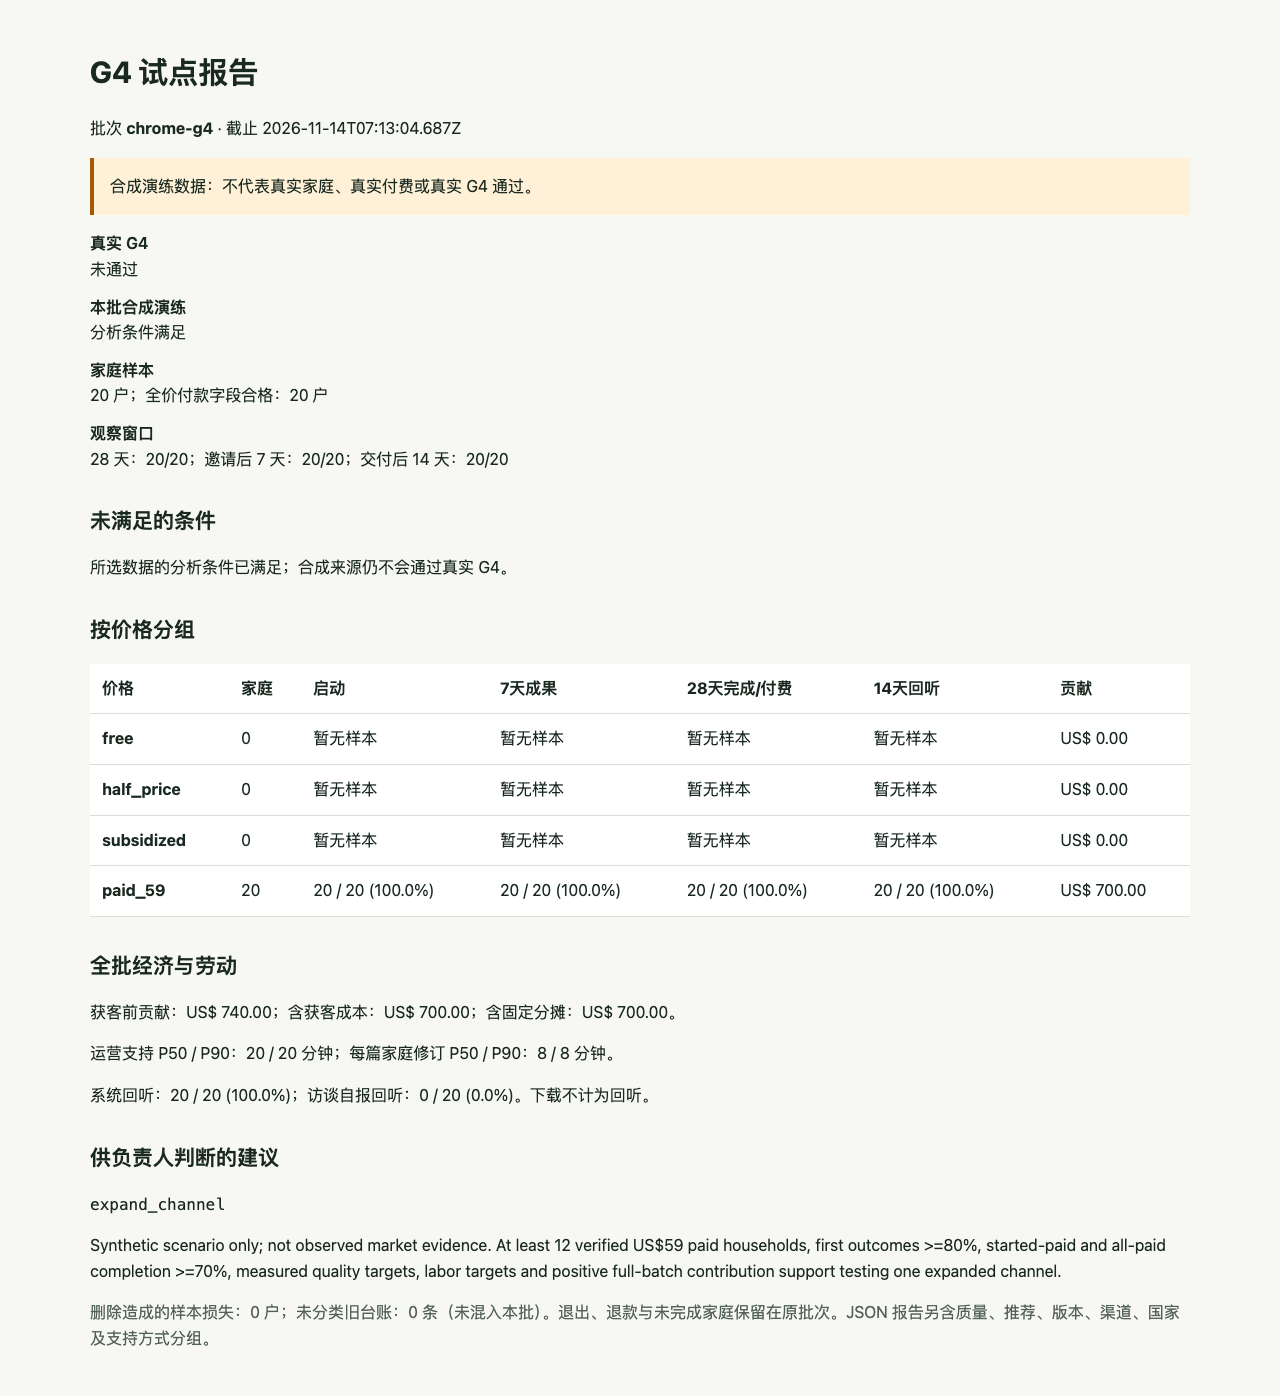 G4 试点报告
批次 chrome-g4 · 截止 2026-11-14T07:13:04.687Z
合成演练数据：不代表真实家庭、真实付费或真实 G4 通过。
真实 G4
未通过
本批合成演练
分析条件满足
家庭样本
20 户；全价付款字段合格：20 户
观察窗口
28 天：20/20；邀请后 7 天：20/20；交付后 14 天：20/20
未满足的条件
所选数据的分析条件已满足；合成来源仍不会通过真实 G4。
按价格分组
价格 家庭 启动 7天成果 28天完成/付费 14天回听 贡献
free 0 暂无样本 暂无样本 暂无样本 暂无样本 US$ 0.00
half_price 0 暂无样本 暂无样本 暂无样本 暂无样本 US$ 0.00
subsidized 0 暂无样本 暂无样本 暂无样本 暂无样本 US$ 0.00
paid_59 20 20 / 20 (100.0%) 20 / 20 (100.0%) 20 / 20 (100.0%) 20 / 20 (100.0%) US$ 700.00
全批经济与劳动
获客前贡献：US$ 740.00；含获客成本：US$ 700.00；含固定分摊：US$ 700.00。
运营支持 P50 / P90：20 / 20 分钟；每篇家庭修订 P50 / P90：8 / 8 分钟。
系统回听：20 / 20 (100.0%)；访谈自报回听：0 / 20 (0.0%)。下载不计为回听。
供负责人判断的建议
expand_channel
Synthetic scenario only; not observed market evidence. At least 12 verified US$59 paid households, first outcomes >=80%, started-paid and all-paid
completion >=70%, measured quality targets, labor targets and positive full-batch contribution support testing one expanded channel.
删除造成的样本损失：0 户；未分类旧台账：0 条（未混入本批）。退出、退款与未完成家庭保留在原批次。JSON 报告另含质量、推荐、版本、渠道、国家
及支持方式分组。